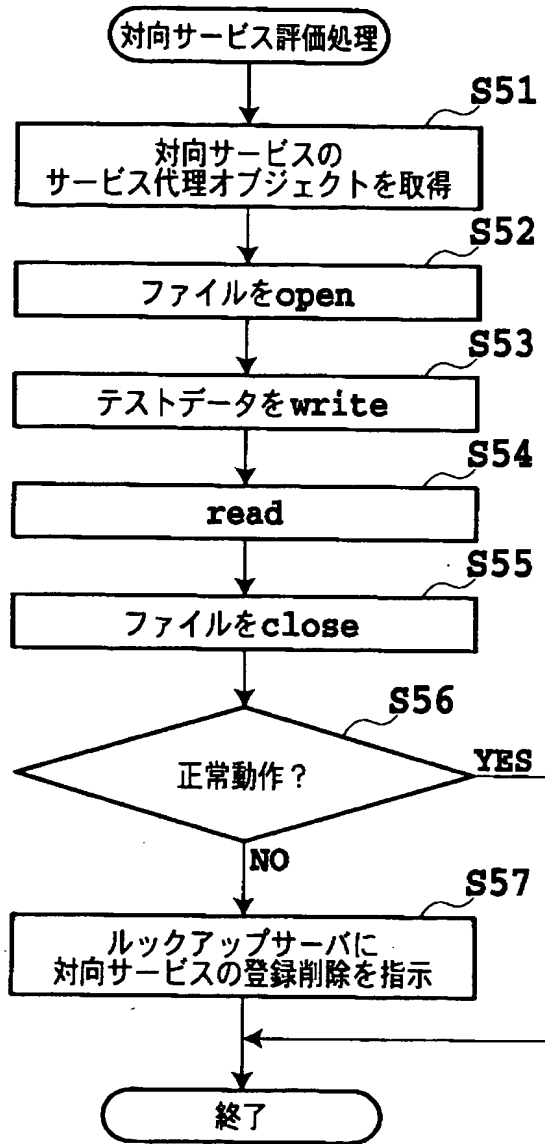 対向サービス評価処理
S51
対向サービスの
サービス代理オブジェクトを取得
S52
ファイルをopen
S53
テストデータをwrite
S54
read
S55
ファイルをclose
S56
正常動作?
YES
NO
S57
ルックアップサーバに
対向サービスの登録削除を指示
終了